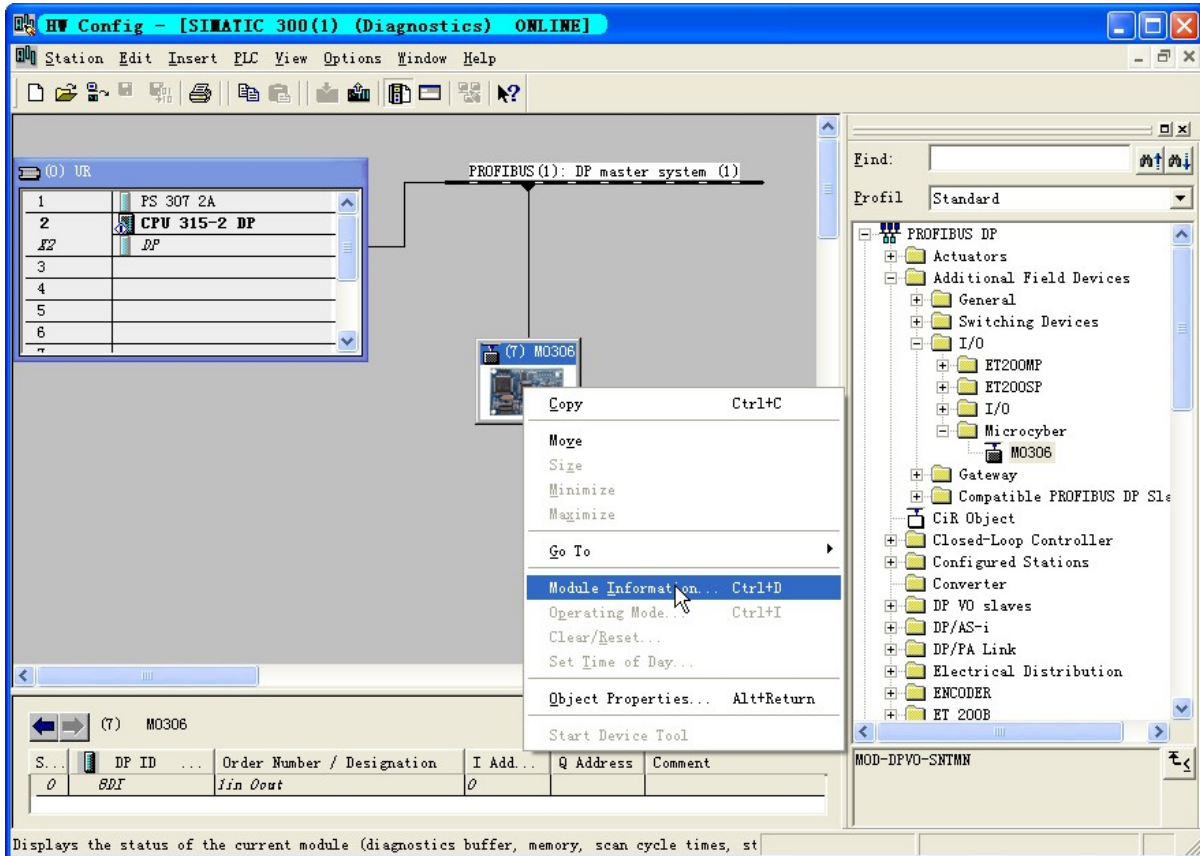 HW Config - [SIMATIC 300(1) (Diagnostics) ONLINE]
Station Edit Insert PLC View Options Window Help
(0) UR
1 PS 307 2A
2 CPU 315-2 DP
X2 DP
3
4
5
6
7
PROFIBUS(1): DP master system (1)
(7) M0306
Copy Ctrl+C
Move
Size
Minimize
Maximize
Go To
Module Information... Ctrl+D
Operating Mode... Ctrl+I
Clear/Reset...
Set Time of Day...
Object Properties... Alt+Return
Start Device Tool
Find:
Profil Standard
PROFIBUS DP
Actuators
Additional Field Devices
General
Switching Devices
I/O
ET200MP
ET200SP
I/O
Microcyber
M0306
Gateway
Compatible PROFIBUS DP Sla
CiR Object
Closed-Loop Controller
Configured Stations
Converter
DP V0 slaves
DP/AS-i
DP/PA Link
Electrical Distribution
ENCODER
ET 200B
MOD-DPV0-SNTMN
(7) M0306
S... DP ID ... Order Number / Designation I Add... Q Address Comment
0 8DI 1in 0out 0
Displays the status of the current module (diagnostics buffer, memory, scan cycle times, st